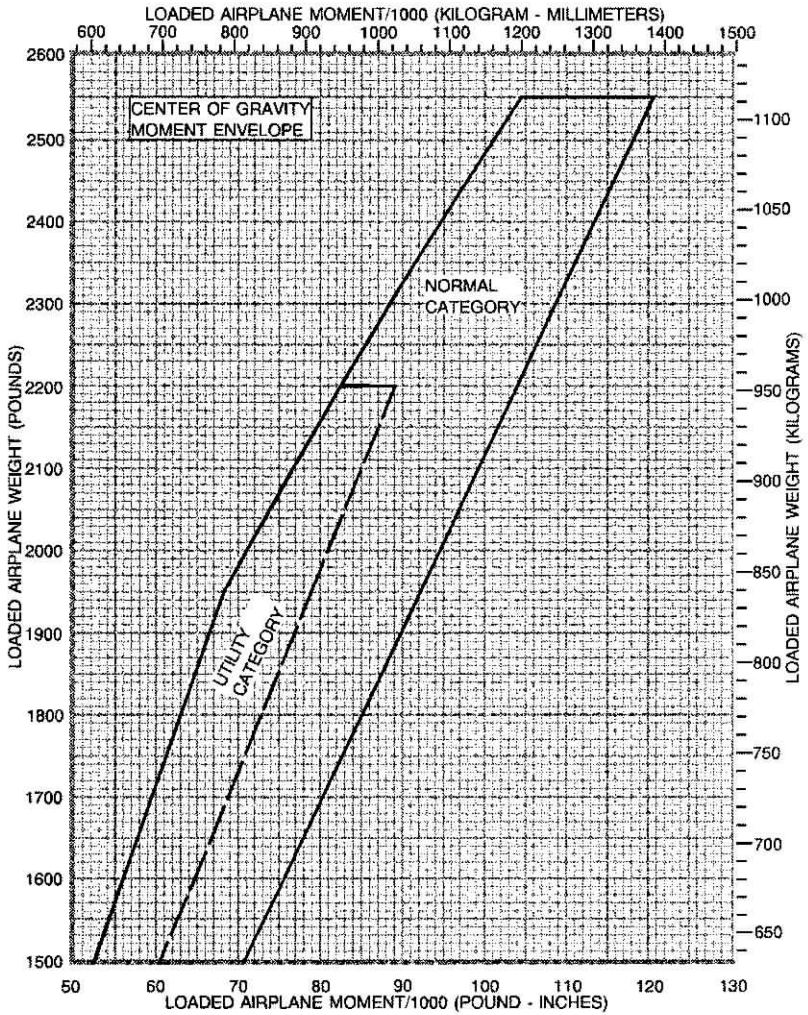 LOADED AIRPLANE MOMENT/1000 (KILOGRAM - MILLIMETERS)
600 700 800 900 1000 1100 1200 1300 1400 1500
CENTER OF GRAVITY
MOMENT ENVELOPE
NORMAL
CATEGORY
UTILITY
CATEGORY
LOADED AIRPLANE WEIGHT (POUNDS)
2600
2500
2400
2300
2200
2100
2000
1900
1800
1700
1600
1500
LOADED AIRPLANE WEIGHT (KILOGRAMS)
1100
1050
1000
950
900
850
800
750
700
650
50 60 70 80 90 100 110 120 130
LOADED AIRPLANE MOMENT/1000 (POUND - INCHES)